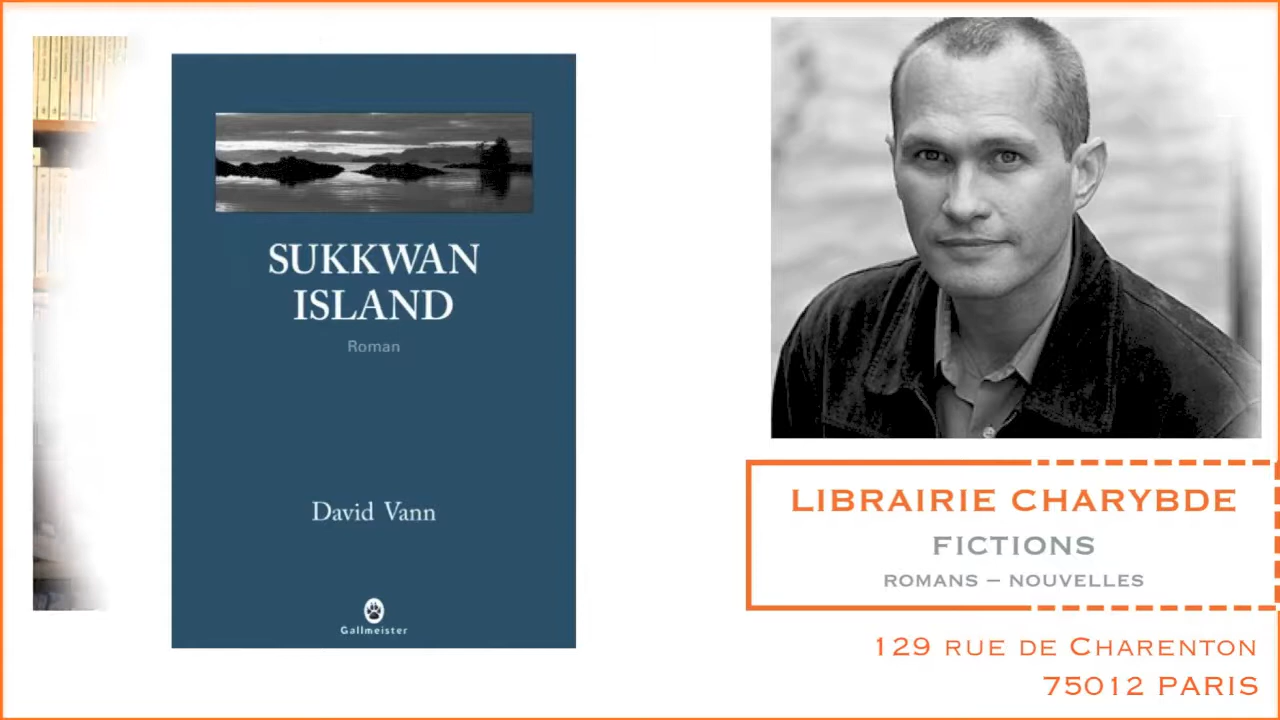 SUKKWAN
ISLAND
Roman
David Vann
Gallmeister
LIBRAIRIE CHARYBDE
FICTIONS
ROMANS – NOUVELLES
129 RUE DE CHARENTON
75012 PARIS